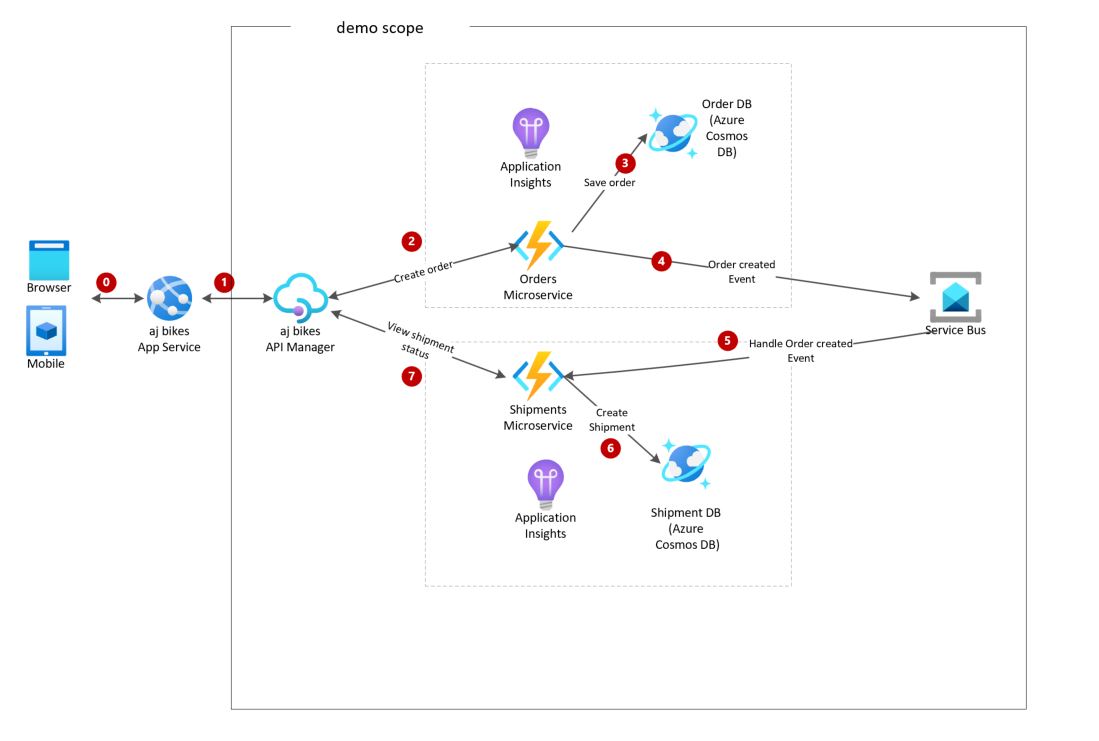 demo scope
Order DB
(Azure
Cosmos
DB)
Application
Insights
3
Save order
2
Create order
Orders
Microservice
4
Order created
Event
Browser
0
1
Mobile
aj bikes
App Service
aj bikes
API Manager
Service Bus
View shipment
status
7
5
Handle Order created
Event
Shipments
Microservice
Create
Shipment
6
Application
Insights
Shipment DB
(Azure
Cosmos DB)